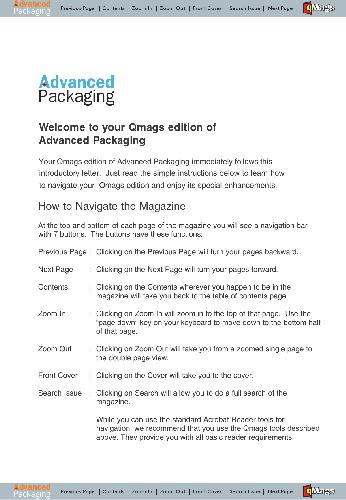 Advanced
Packaging
Previous Page | Contents | Zoom In | Zoom Out | Front Cover | Search Issue | Next Page
QMags
Advanced
Packaging
Welcome to your Qmags edition of
Advanced Packaging
Your Qmags edition of Advanced Packaging immediately follows this
introductory letter. Just read the simple instructions below to learn how
to navigate your Qmags edition and enjoy its special enhancements.
How to Navigate the Magazine
At the top and bottom of each page of the magazine you will see a navigation bar
with 7 buttons. The buttons have these functions:
Previous Page : Clicking on the Previous Page will turn your pages backward.
Next Page : Clicking on the Next Page will turn your pages forward.
Contents : Clicking on the Contents wherever you happen to be in the
magazine will take you back to the table of contents page
Zoom In : Clicking on Zoom In will zoom in to the top of that page. Use the
"page down" key on your keyboard to move down to the bottom half
of that page.
Zoom Out : Clicking on Zoom Out will take you from a zoomed single page to
the double page view.
Front Cover : Clicking on the Cover will take you to the cover.
Search Issue : Clicking on Search will allow you to do a full search of the
magazine.
While you can use the standard Acrobat Reader tools for
navigation, we recommend that you use the Qmags tools described
above. They provide you with all basic reader requirements
Advanced
Packaging
Previous Page | Contents | Zoom In | Zoom Out | Front Cover | Search Issue | Next Page
QMags